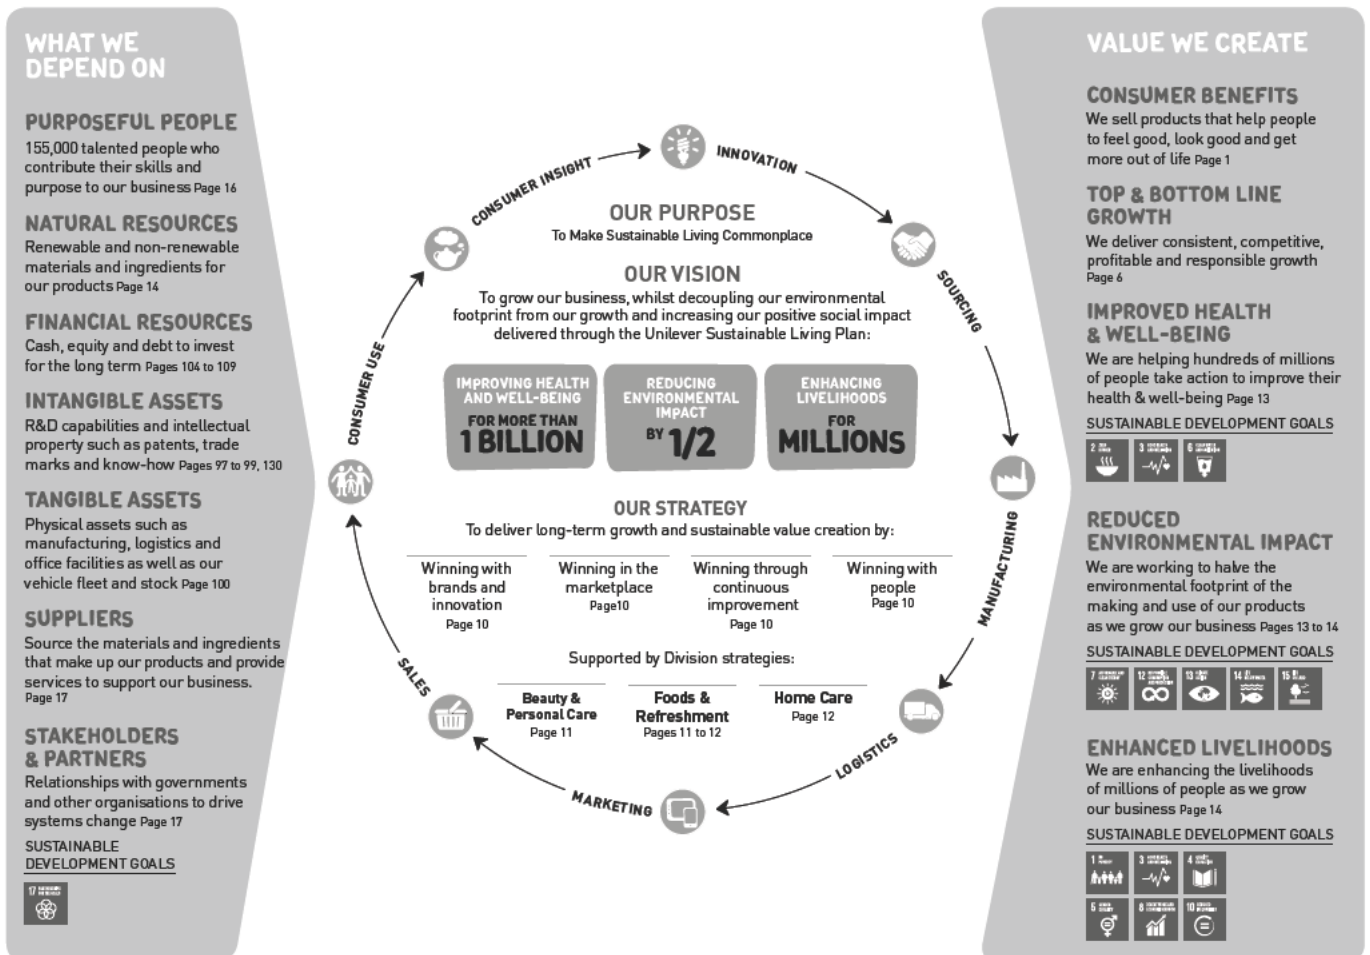 WHAT WE
DEPEND ON
PURPOSEFUL PEOPLE
155,000 talented people who
contribute their skills and
purpose to our business Page 16
NATURAL RESOURCES
Renewable and non-renewable
materials and ingredients for
our products Page 14
FINANCIAL RESOURCES
Cash, equity and debt to invest
for the long term Pages 104 to 109
INTANGIBLE ASSETS
R&D capabilities and intellectual
property such as patents, trade
marks and know-how Pages 97 to 99, 130
TANGIBLE ASSETS
Physical assets such as
manufacturing, logistics and
office facilities as well as our
vehicle fleet and stock Page 100
SUPPLIERS
Source the materials and ingredients
that make up our products and provide
services to support our business.
Page 17
STAKEHOLDERS
& PARTNERS
Relationships with governments
and other organisations to drive
systems change Page 17
SUSTAINABLE
DEVELOPMENT GOALS
17
CONSUMER INSIGHT
INNOVATION
SOURCING
MANUFACTURING
LOGISTICS
MARKETING
SALES
CONSUMER USE
OUR PURPOSE
To Make Sustainable Living Commonplace
OUR VISION
To grow our business, whilst decoupling our environmental
footprint from our growth and increasing our positive social impact
delivered through the Unilever Sustainable Living Plan:
IMPROVING HEALTH
AND WELL-BEING
FOR MORE THAN
1 BILLION
REDUCING
ENVIRONMENTAL
IMPACT
BY 1/2
ENHANCING
LIVELIHOODS
FOR
MILLIONS
OUR STRATEGY
To deliver long-term growth and sustainable value creation by:
Winning with
brands and
innovation
Page 10
Winning in the
marketplace
Page10
Winning through
continuous
improvement
Page 10
Winning with
people
Page 10
Supported by Division strategies:
Beauty &
Personal Care
Page 11
Foods &
Refreshment
Pages 11 to 12
Home Care
Page 12
VALUE WE CREATE
CONSUMER BENEFITS
We sell products that help people
to feel good, look good and get
more out of life Page 1
TOP & BOTTOM LINE
GROWTH
We deliver consistent, competitive,
profitable and responsible growth
Page 6
IMPROVED HEALTH
& WELL-BEING
We are helping hundreds of millions
of people take action to improve their
health & well-being Page 13
SUSTAINABLE DEVELOPMENT GOALS
2 3 6
REDUCED
ENVIRONMENTAL IMPACT
We are working to halve the
environmental footprint of the
making and use of our products
as we grow our business Pages 13 to 14
SUSTAINABLE DEVELOPMENT GOALS
7 12 13 14 15
ENHANCED LIVELIHOODS
We are enhancing the livelihoods
of millions of people as we grow
our business Page 14
SUSTAINABLE DEVELOPMENT GOALS
1 3 4
5 8 10